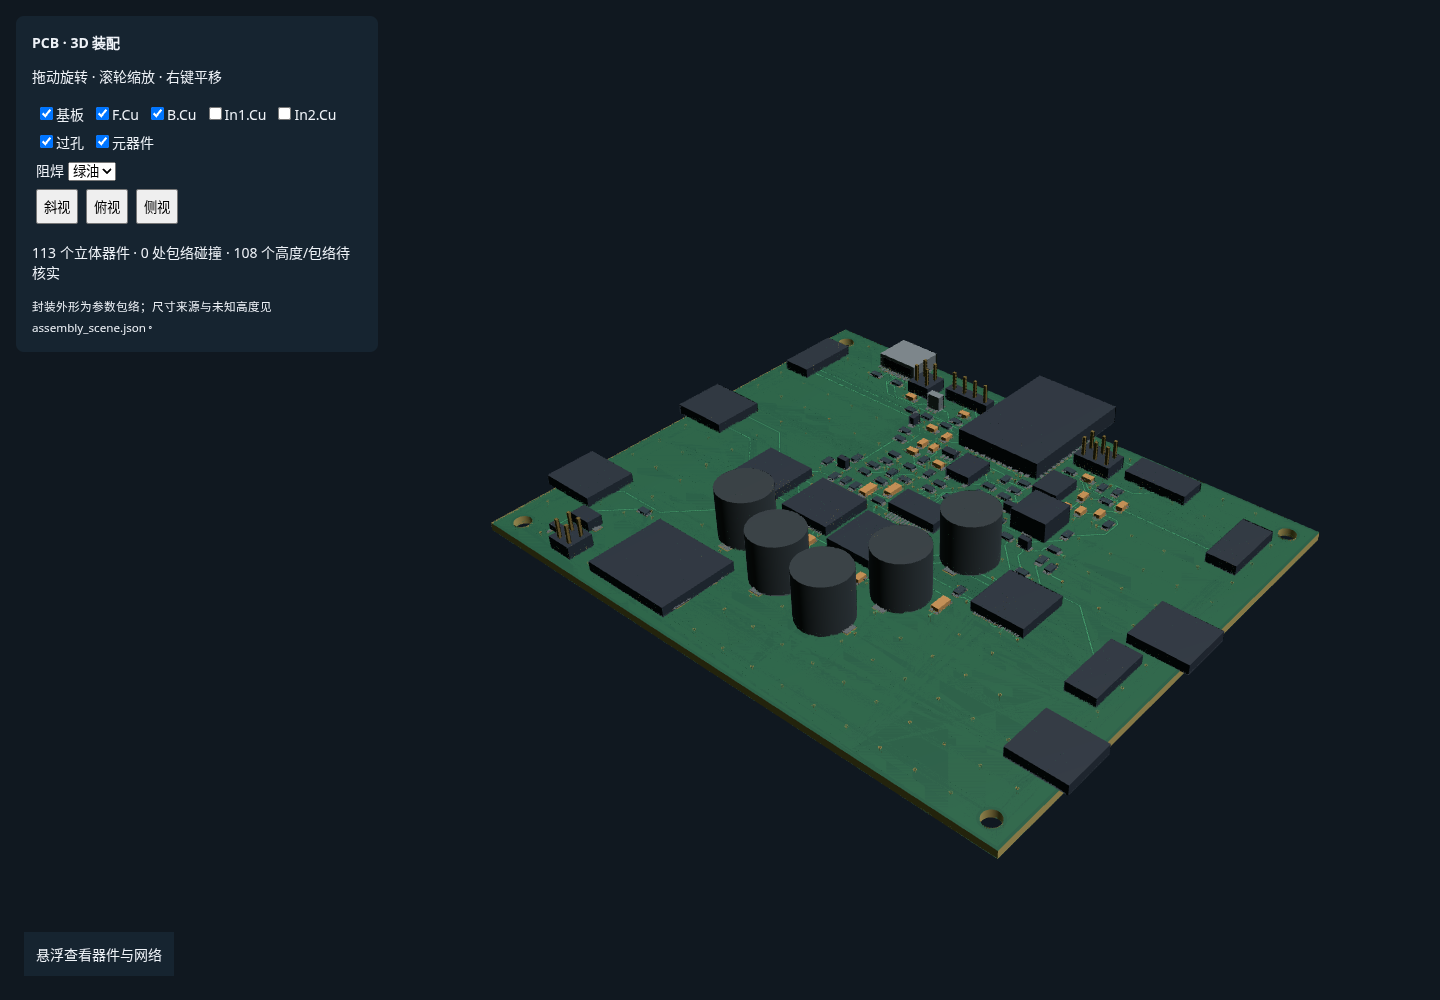 PCB · 3D 装配
拖动旋转 · 滚轮缩放 · 右键平移
基板 F.Cu B.Cu In1.Cu In2.Cu
过孔 元器件
阻焊 绿油
斜视 俯视 侧视
113 个立体器件 · 0 处包络碰撞 · 108 个高度/包络待
核实
封装外形为参数包络；尺寸来源与未知高度见
assembly_scene.json。
悬浮查看器件与网络